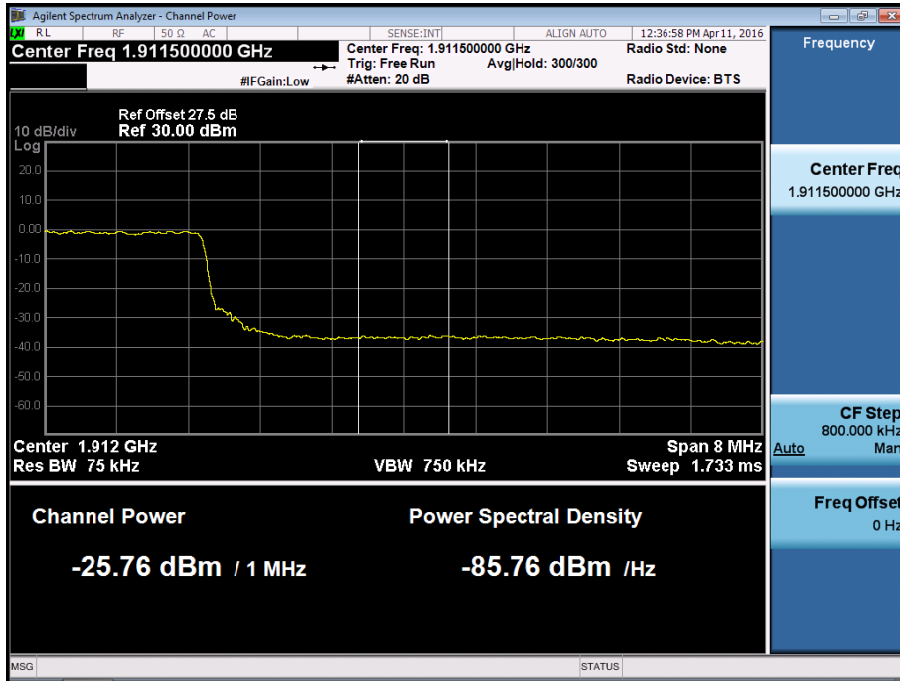 Agilent Spectrum Analyzer - Channel Power
LXI RL RF 50 Ω AC SENSE:INT ALIGN AUTO 12:36:58 PM Apr 11, 2016
Center Freq 1.911500000 GHz
Center Freq: 1.911500000 GHz
Radio Std: None
Trig: Free Run Avg|Hold: 300/300
#IFGain:Low
#Atten: 20 dB
Radio Device: BTS
Ref Offset 27.5 dB
10 dB/div Ref 30.00 dBm
Log
20.0
10.0
0.00
-10.0
-20.0
-30.0
-40.0
-50.0
-60.0
Center 1.912 GHz Span 8 MHz
Res BW 75 kHz VBW 750 kHz Sweep 1.733 ms
Channel Power Power Spectral Density
-25.76 dBm / 1 MHz -85.76 dBm /Hz
MSG STATUS
Frequency
Center Freq
1.911500000 GHz
CF Step
800.000 kHz
Auto Man
Freq Offset
0 Hz